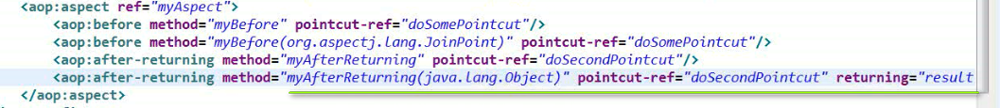 <aop:aspect ref="myAspect">
<aop:before method="myBefore" pointcut-ref="doSomePointcut"/>
<aop:before method="myBefore(org.aspectj.lang.JoinPoint)" pointcut-ref="doSomePointcut"/>
<aop:after-returning method="myAfterReturning" pointcut-ref="doSecondPointcut"/>
<aop:after-returning method="myAfterReturning(java.lang.Object)" pointcut-ref="doSecondPointcut" returning="result
</aop:aspect>